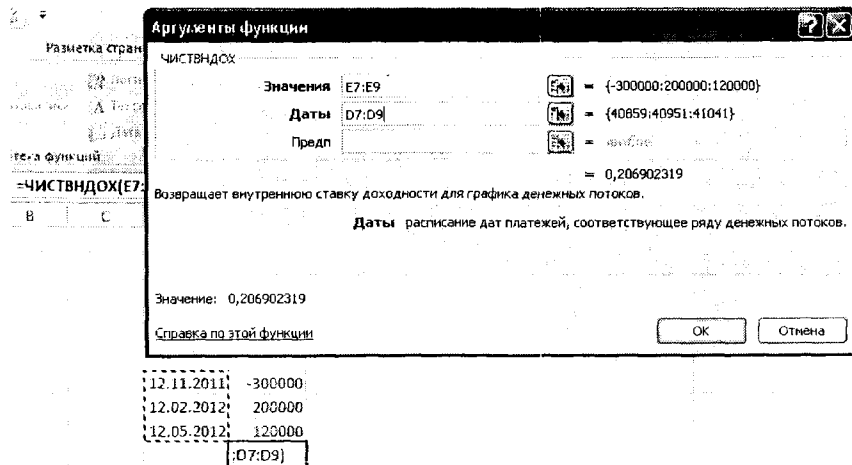 Аргументы функции
Разметка стран
ЧИСТВНДОХ
Значения E7:E9 = {-300000:200000:120000}
Даты D7:D9 = {40859:40951:41041}
Предп =
тека функций
= 0,206902319
=ЧИСТВНДОХ(E7:
Возвращает внутреннюю ставку доходности для графика денежных потоков.
B C
Даты расписание дат платежей, соответствующее ряду денежных потоков.
Значение: 0,206902319
Справка по этой функции
OK Отмена
12.11.2011 -300000
12.02.2012 200000
12.05.2012 120000
:D7:D9)